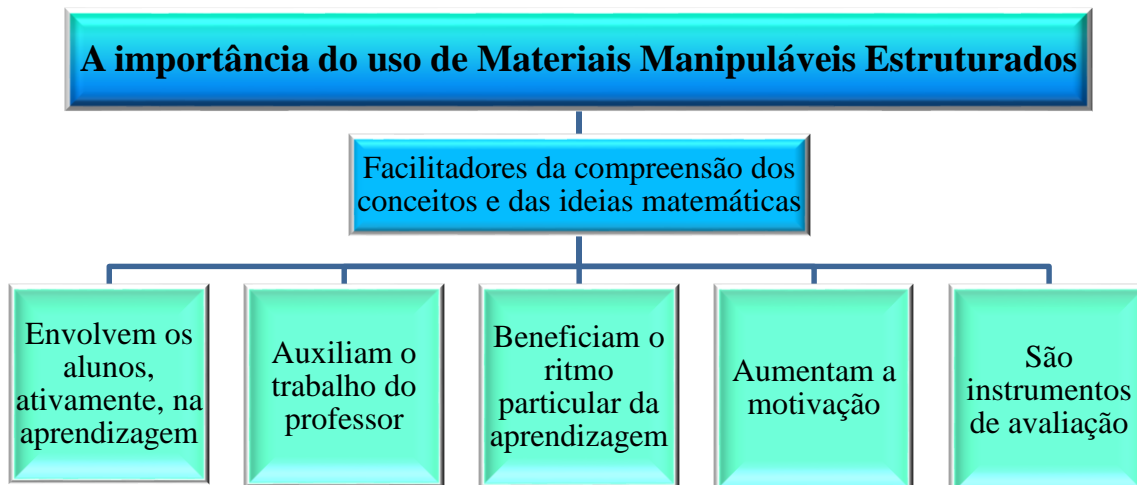 A importância do uso de Materiais Manipuláveis Estruturados
Facilitadores da compreensão dos
conceitos e das ideias matemáticas
Envolvem os
alunos,
ativamente, na
aprendizagem
Auxiliam o
trabalho do
professor
Beneficiam o
ritmo
particular da
aprendizagem
Aumentam a
motivação
São
instrumentos
de avaliação